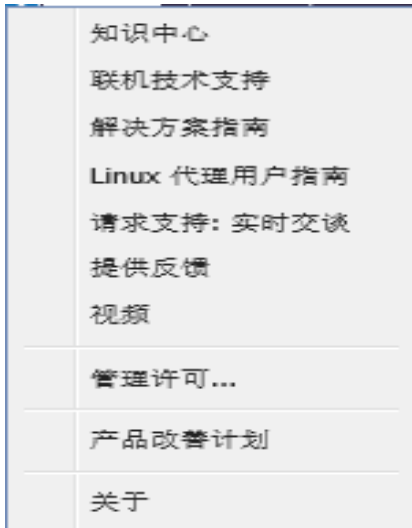 知识中心
联机技术支持
解决方案指南
Linux 代理用户指南
请求支持: 实时交谈
提供反馈
视频
管理许可...
产品改善计划
关于